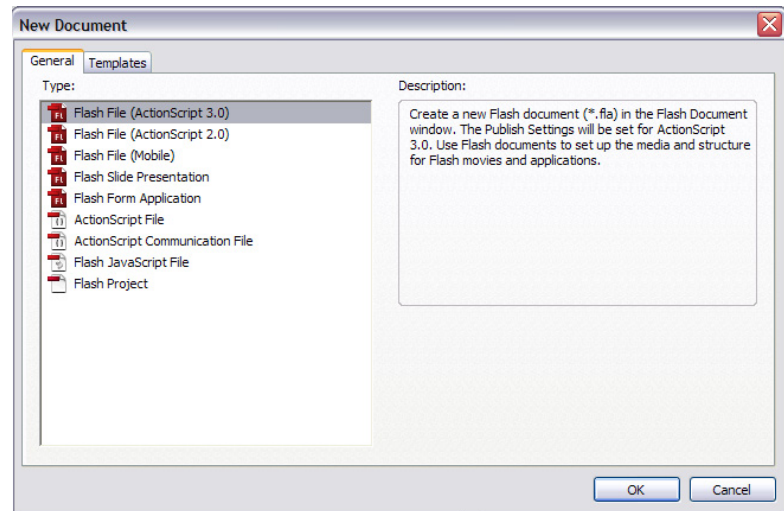 New Document
General
Templates
Type:
Flash File (ActionScript 3.0)
Flash File (ActionScript 2.0)
Flash File (Mobile)
Flash Slide Presentation
Flash Form Application
ActionScript File
ActionScript Communication File
Flash JavaScript File
Flash Project
Description:
Create a new Flash document (*.fla) in the Flash Document
window. The Publish Settings will be set for ActionScript
3.0. Use Flash documents to set up the media and structure
for Flash movies and applications.
OK
Cancel